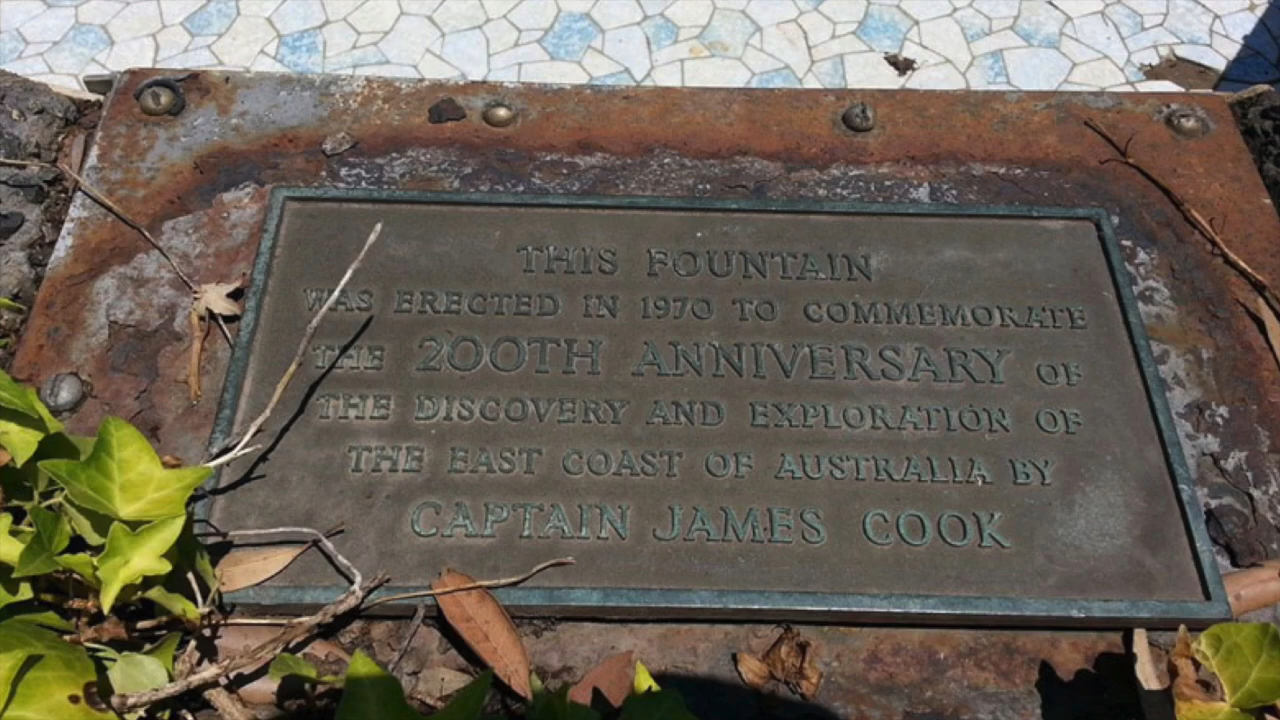 THIS FOUNTAIN
WAS ERECTED IN 1970 TO COMMEMORATE
THE 200TH ANNIVERSARY OF
THE DISCOVERY AND EXPLORATION OF
THE EAST COAST OF AUSTRALIA BY
CAPTAIN JAMES COOK